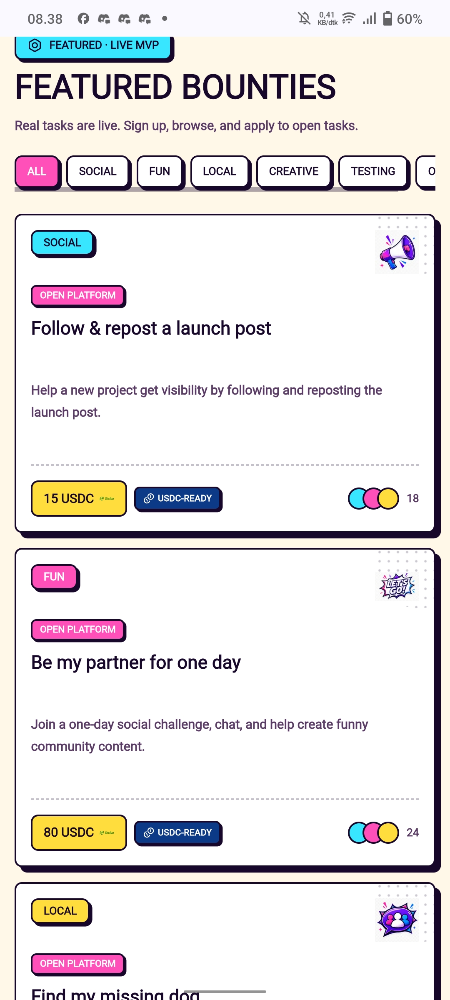 08.38
0,41
KB/dtk
60%
FEATURED · LIVE MVP
FEATURED BOUNTIES
Real tasks are live. Sign up, browse, and apply to open tasks.
ALL SOCIAL FUN LOCAL CREATIVE TESTING O
SOCIAL
OPEN PLATFORM
Follow & repost a launch post
Help a new project get visibility by following and reposting the
launch post.
15 USDC Stellar USDC-READY 18
FUN
LET'S
GO!
OPEN PLATFORM
Be my partner for one day
Join a one-day social challenge, chat, and help create funny
community content.
80 USDC Stellar USDC-READY 24
LOCAL
OPEN PLATFORM
Find my missing dog